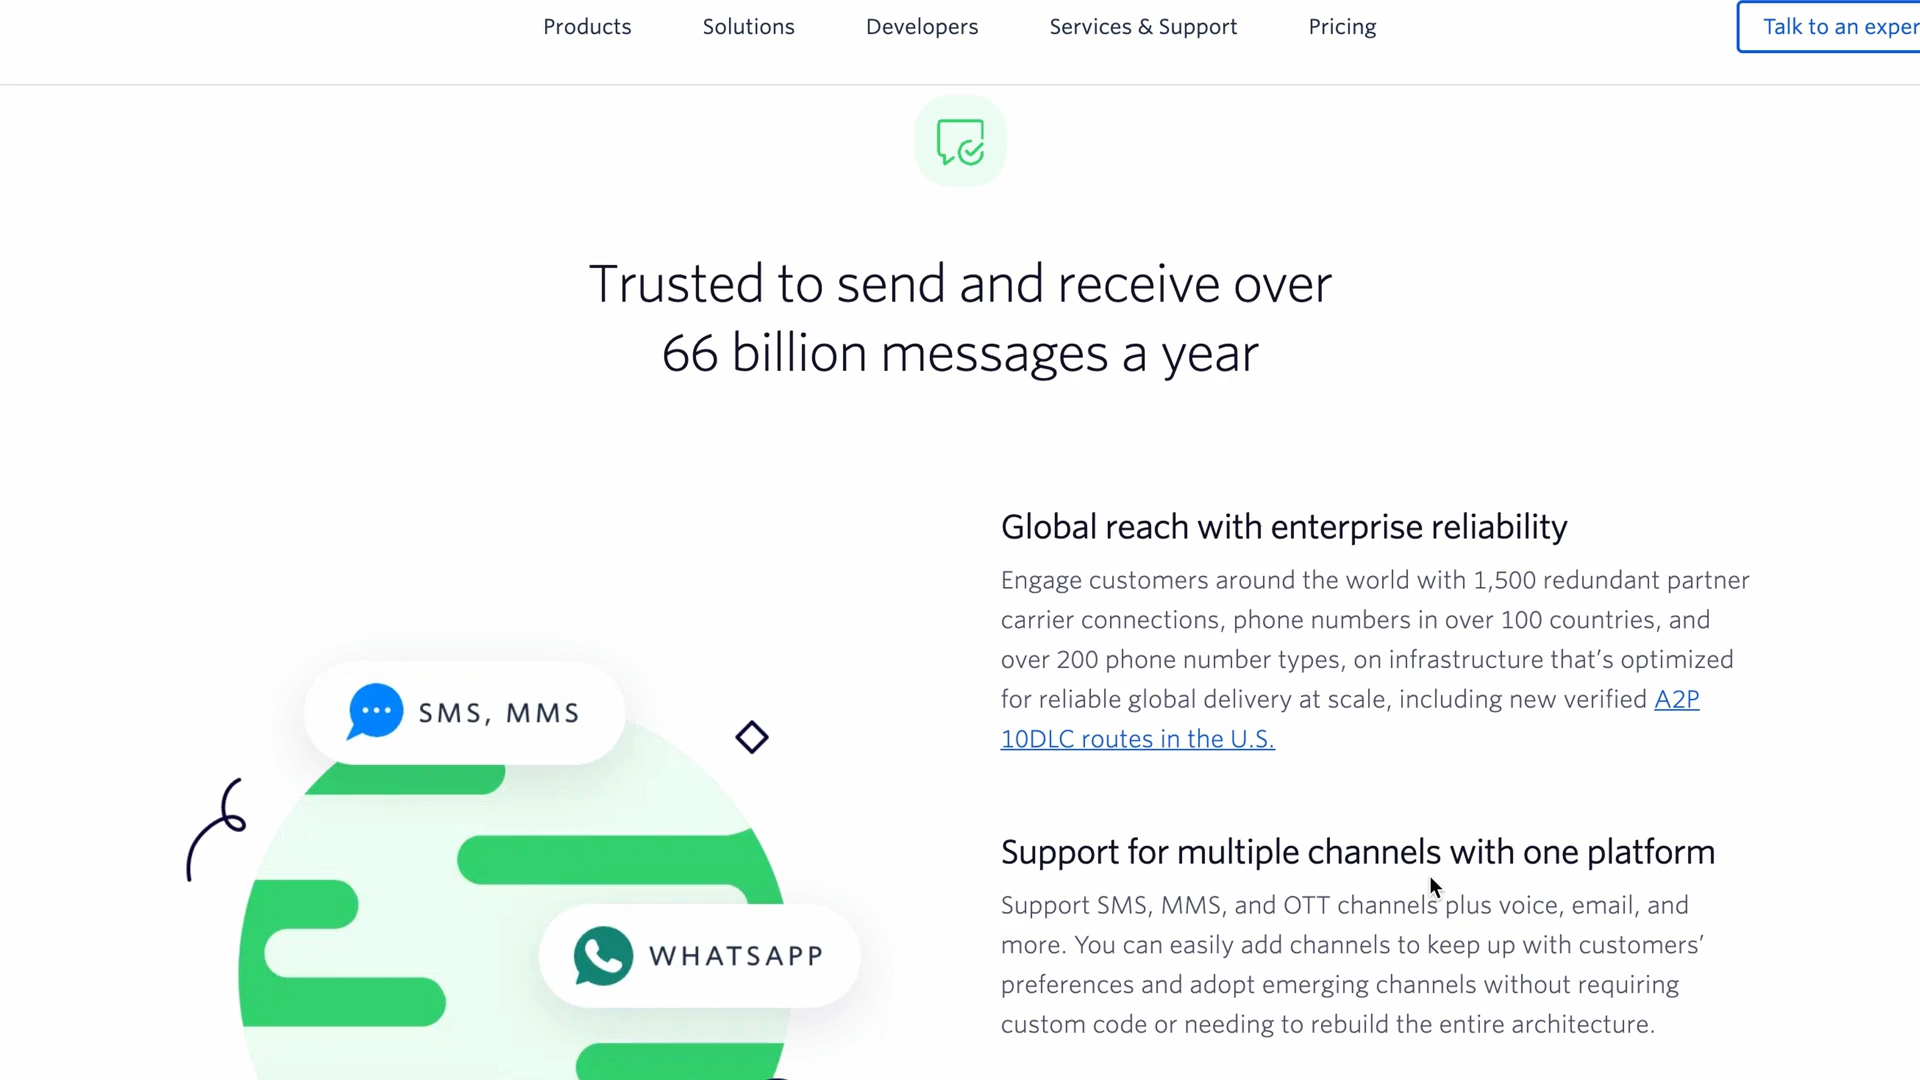 Products Solutions Developers Services & Support Pricing Talk to an exper
Trusted to send and receive over
66 billion messages a year
Global reach with enterprise reliability
Engage customers around the world with 1,500 redundant partner
carrier connections, phone numbers in over 100 countries, and
over 200 phone number types, on infrastructure that’s optimized
for reliable global delivery at scale, including new verified A2P
10DLC routes in the U.S.
SMS, MMS
WHATSAPP
Support for multiple channels with one platform
Support SMS, MMS, and OTT channels plus voice, email, and
more. You can easily add channels to keep up with customers’
preferences and adopt emerging channels without requiring
custom code or needing to rebuild the entire architecture.